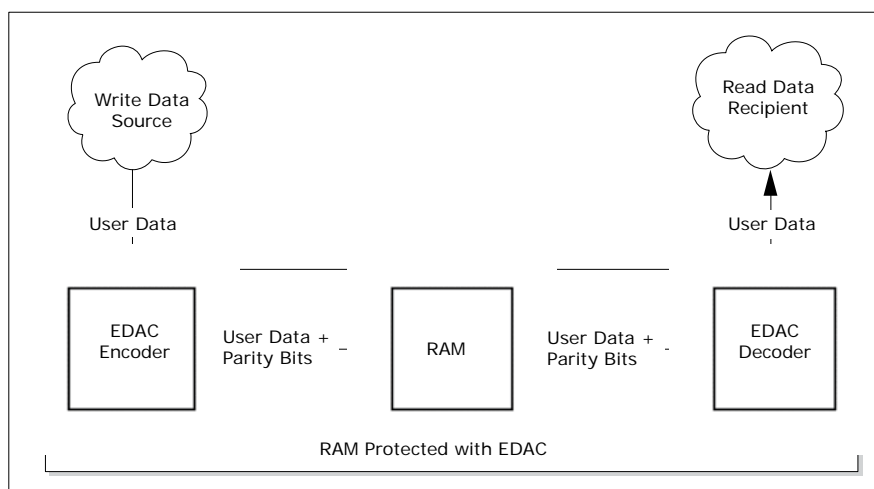 Write Data
Source
Read Data
Recipient
User Data
User Data
EDAC
Encoder
User Data +
Parity Bits
RAM
User Data +
Parity Bits
EDAC
Decoder
RAM Protected with EDAC